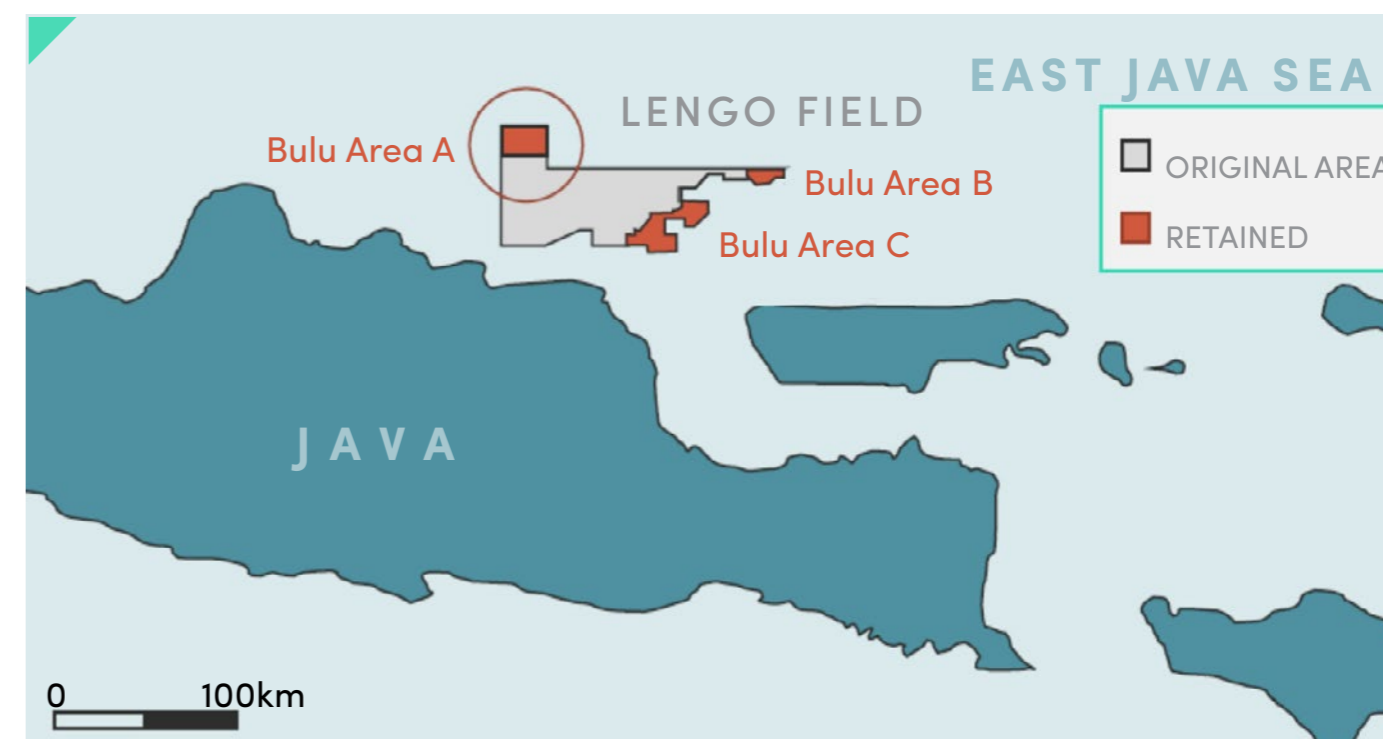 EAST JAVA SEA
LENGO FIELD
Bulu Area A
Bulu Area B
Bulu Area C
ORIGINAL AREA
RETAINED
JAVA
0 100km